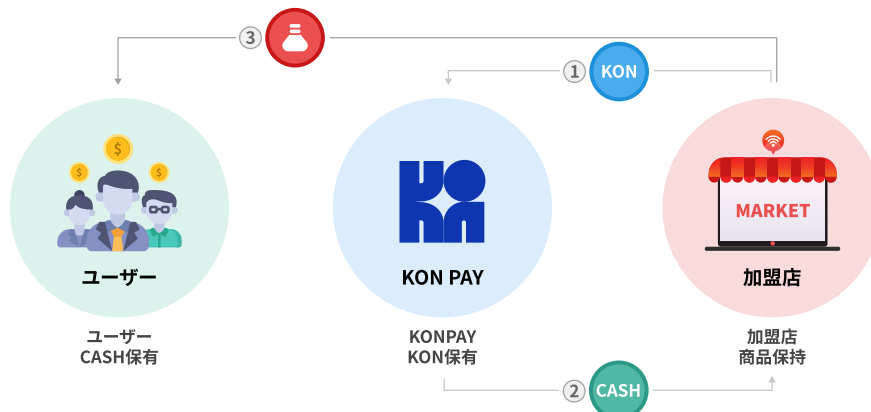 3
1
KON
$
$
$
MARKET
ユーザー
KON PAY
加盟店
ユーザー
CASH保有
KONPAY
KON保有
加盟店
商品保持
2
CASH